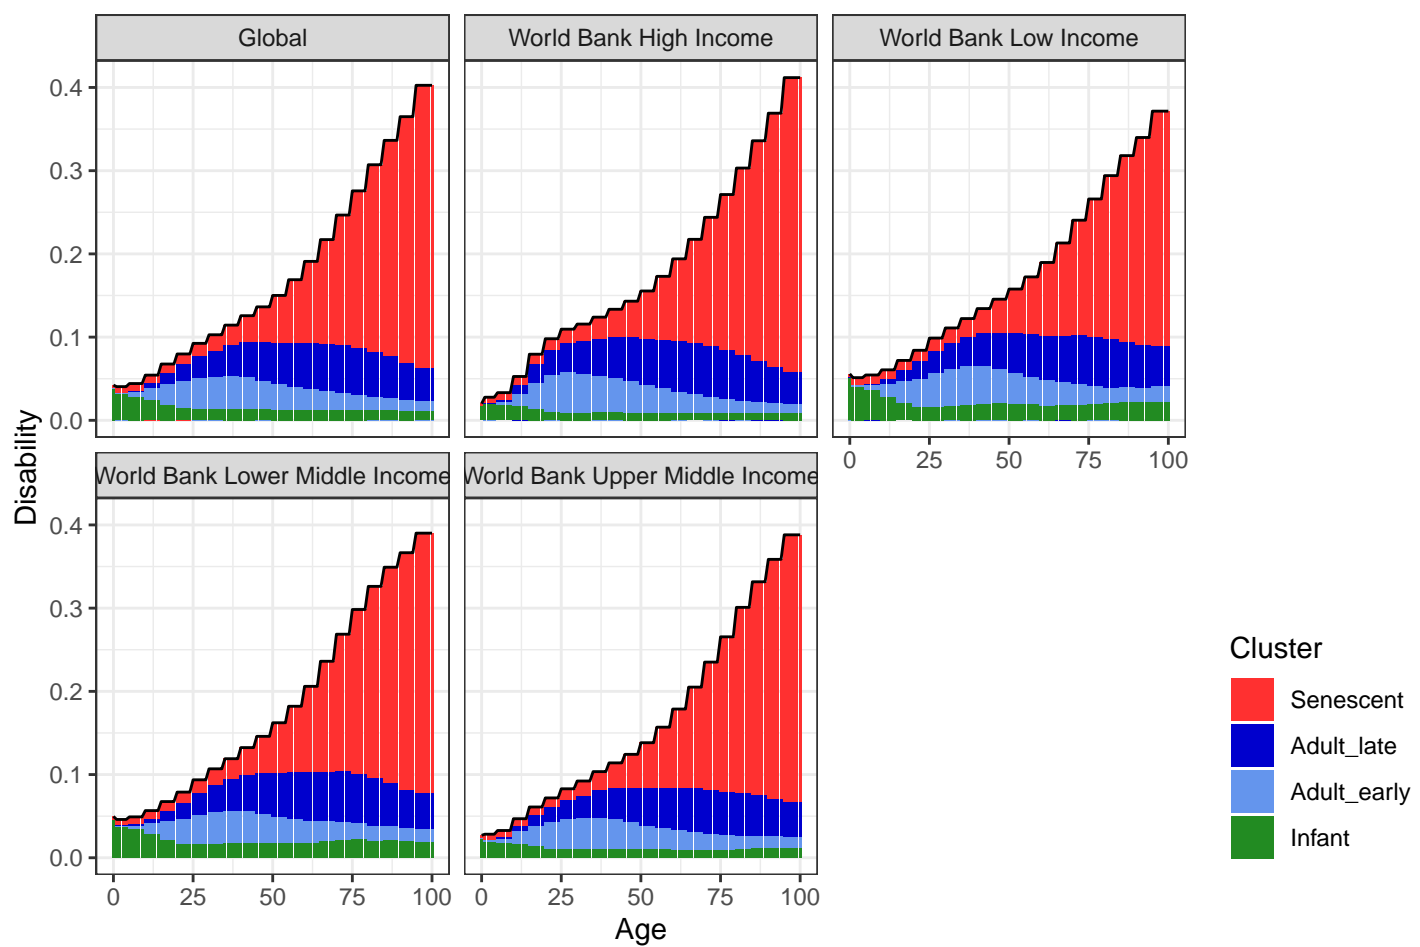 Global
World Bank High Income
World Bank Low Income
0.4
0.3
0.2
0.1
0.0
0 25 50 75 100
World Bank Lower Middle Income
World Bank Upper Middle Income
0.4
0.3
0.2
0.1
0.0
0 25 50 75 100
0 25 50 75 100
Age
Disability
Cluster
Senescent
Adult_late
Adult_early
Infant